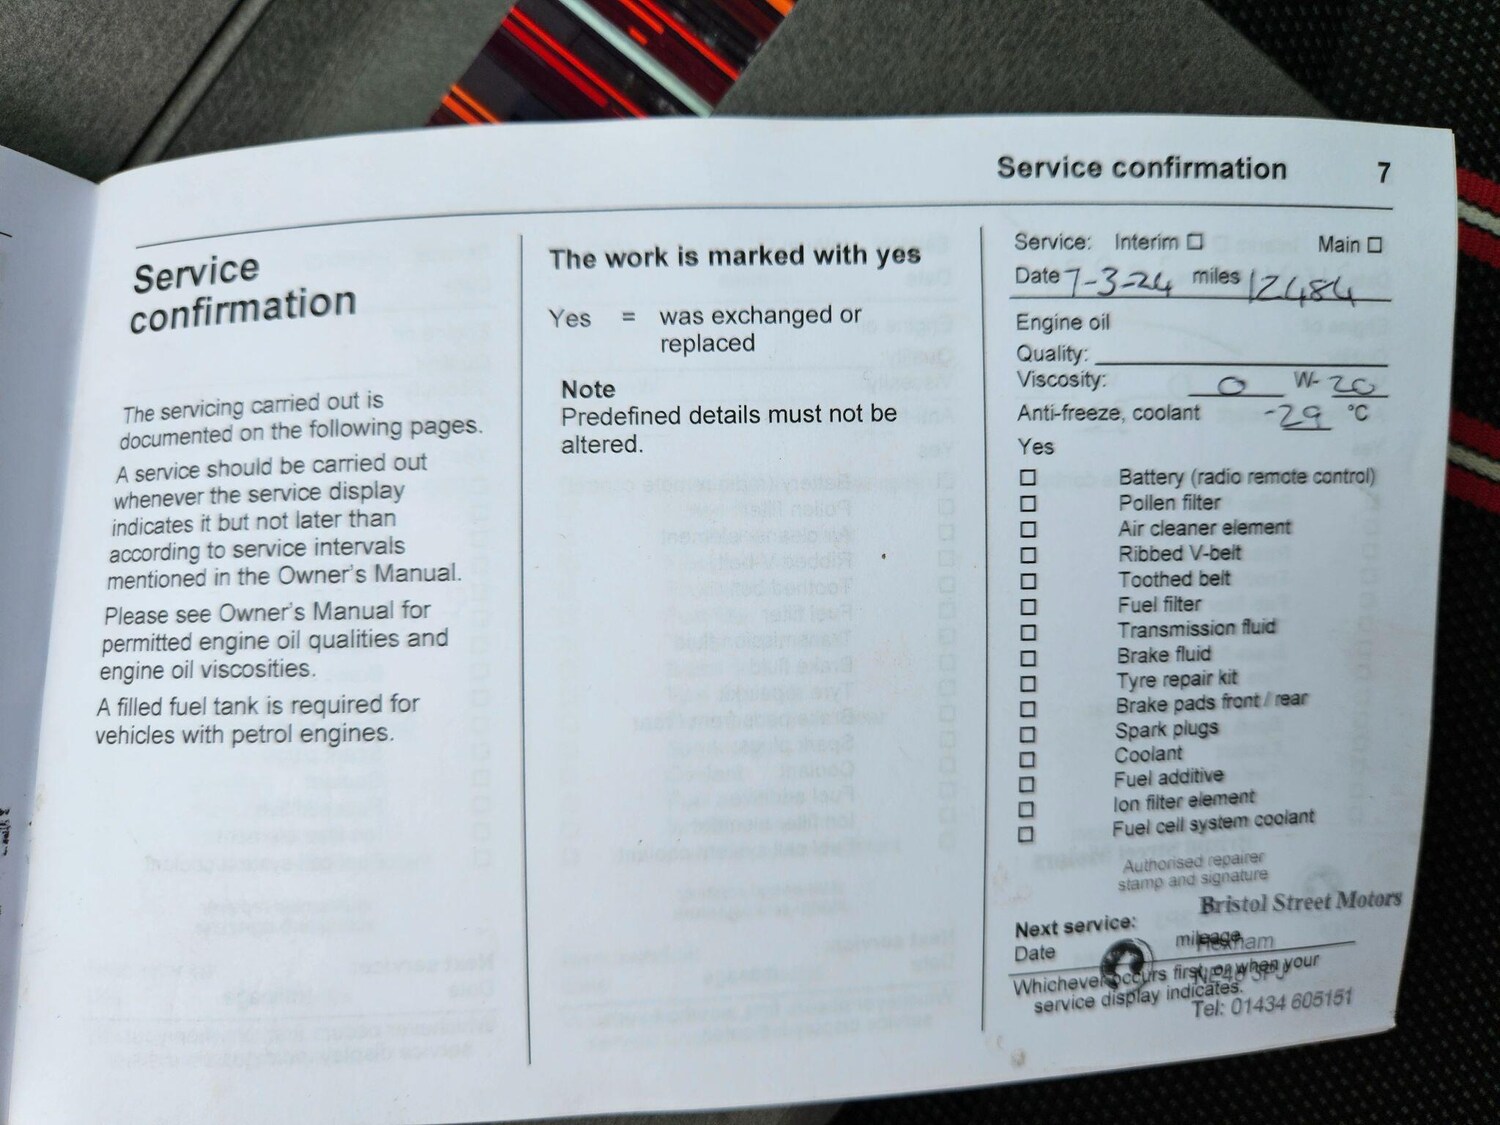 Service confirmation 7
Service
confirmation
The servicing carried out is
documented on the following pages.
A service should be carried out
whenever the service display
indicates it but not later than
according to service intervals
mentioned in the Owner's Manual.
Please see Owner's Manual for
permitted engine oil qualities and
engine oil viscosities.
A filled fuel tank is required for
vehicles with petrol engines.
The work is marked with yes
Yes = was exchanged or
replaced
Note
Predefined details must not be
altered.
Service: Interim ☐ Main ☐
Date 7-3-24 miles 12484
Engine oil
Quality:
Viscosity: 0 W- 20
Anti-freeze, coolant -29 °C
Yes
☐ Battery (radio remote control)
☐ Pollen filter
☐ Air cleaner element
☐ Ribbed V-belt
☐ Toothed belt
☐ Fuel filter
☐ Transmission fluid
☐ Brake fluid
☐ Tyre repair kit
☐ Brake pads front / rear
☐ Spark plugs
☐ Coolant
☐ Fuel additive
☐ Ion filter element
☐ Fuel cell system coolant
Authorised repairer
stamp and signature
Bristol Street Motors
Next service:
Date mileage
Hexham
Whichever occurs first or when your
service display indicates.
Tel: 01434 605151